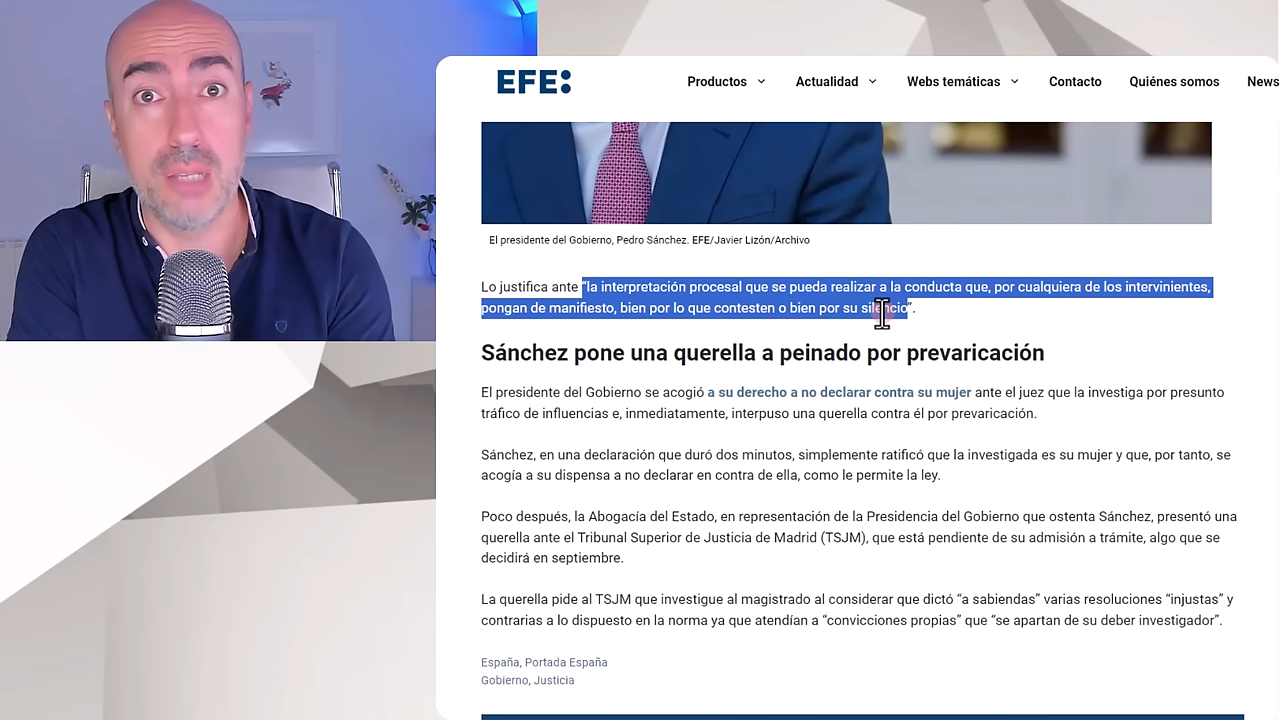 EFE:
Productos
Actualidad
Webs temáticas
Contacto
Quiénes somos
News
El presidente del Gobierno, Pedro Sánchez. EFE/Javier Lizón/Archivo
Lo justifica ante “la interpretación procesal que se pueda realizar a la conducta que, por cualquiera de los intervinientes,
pongan de manifiesto, bien por lo que contesten o bien por su silencio”.
Sánchez pone una querella a peinado por prevaricación
El presidente del Gobierno se acogió a su derecho a no declarar contra su mujer ante el juez que la investiga por presunto
tráfico de influencias e, inmediatamente, interpuso una querella contra él por prevaricación.
Sánchez, en una declaración que duró dos minutos, simplemente ratificó que la investigada es su mujer y que, por tanto, se
acogía a su dispensa a no declarar en contra de ella, como le permite la ley.
Poco después, la Abogacía del Estado, en representación de la Presidencia del Gobierno que ostenta Sánchez, presentó una
querella ante el Tribunal Superior de Justicia de Madrid (TSJM), que está pendiente de su admisión a trámite, algo que se
decidirá en septiembre.
La querella pide al TSJM que investigue al magistrado al considerar que dictó “a sabiendas” varias resoluciones “injustas” y
contrarias a lo dispuesto en la norma ya que atendían a “convicciones propias” que “se apartan de su deber investigador”.
España, Portada España
Gobierno, Justicia